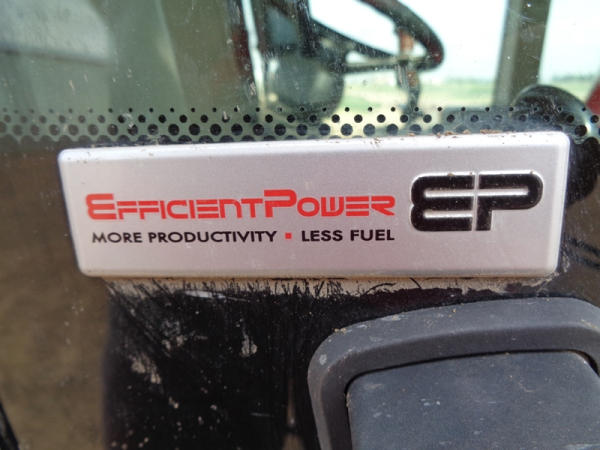 EFFICIENTPOWER EP
MORE PRODUCTIVITY ▪ LESS FUEL